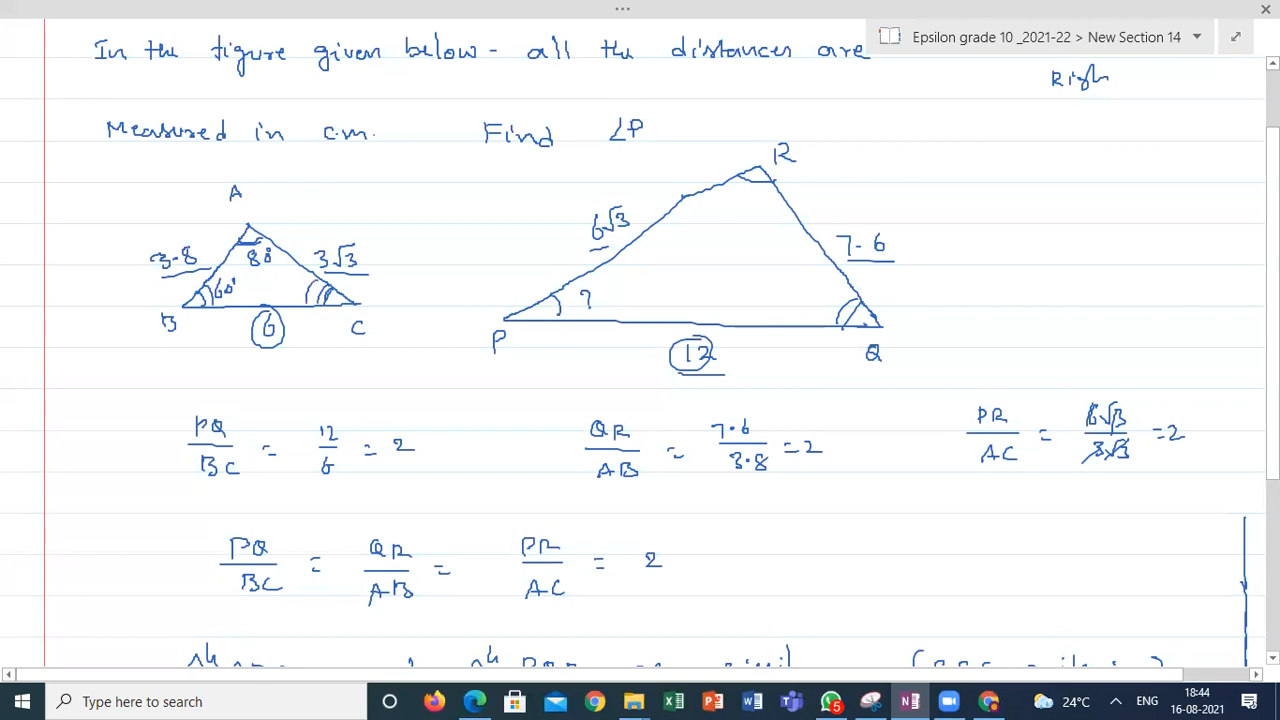 Epsilon grade 10 _2021-22 > New Section 14
In the figure given below - all the distances are
Righ
Measured in c.m. Find ∠P
A
R
3.8
80°
3√3
60°
B
6
C
6√3
7.6
?
P
12
Q
PQ/BC = 12/6 = 2
QR/AB = 7.6/3.8 = 2
PR/AC = 6√3/3√3 = 2
PQ/BC = QR/AB = PR/AC = 2
Type here to search
5
24°C
ENG
18:44
16-08-2021